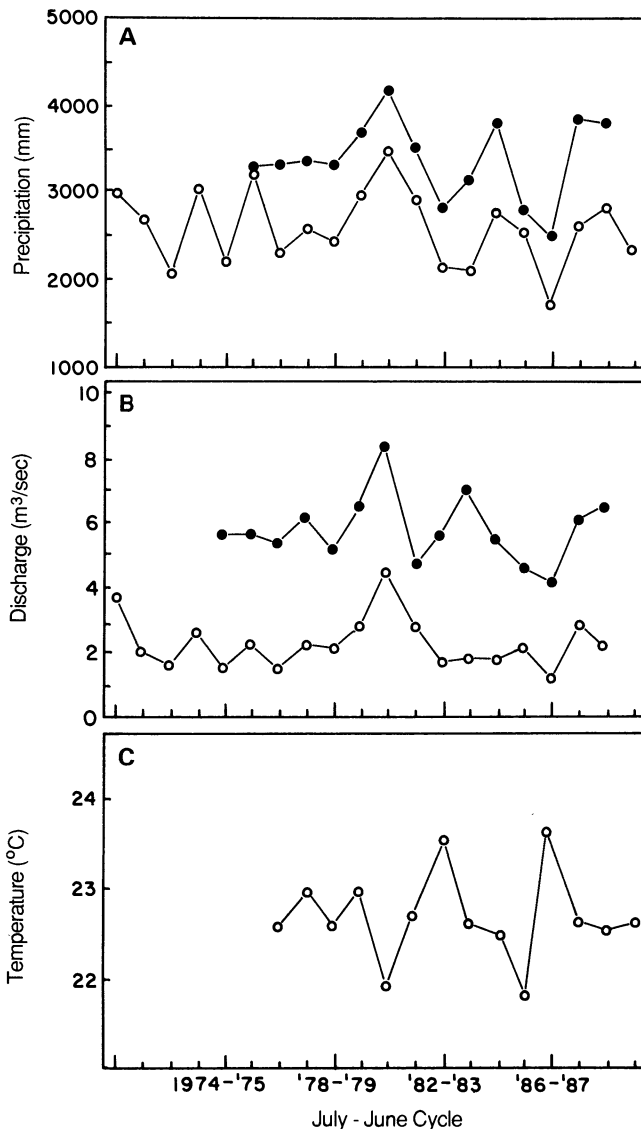 A
5000
4000
3000
2000
1000
Precipitation (mm)
B
10
8
6
4
2
0
Discharge (m³/sec)
C
24
23
22
Temperature (°C)
1974-'75 '78-'79 '82-'83 '86-'87
July - June Cycle